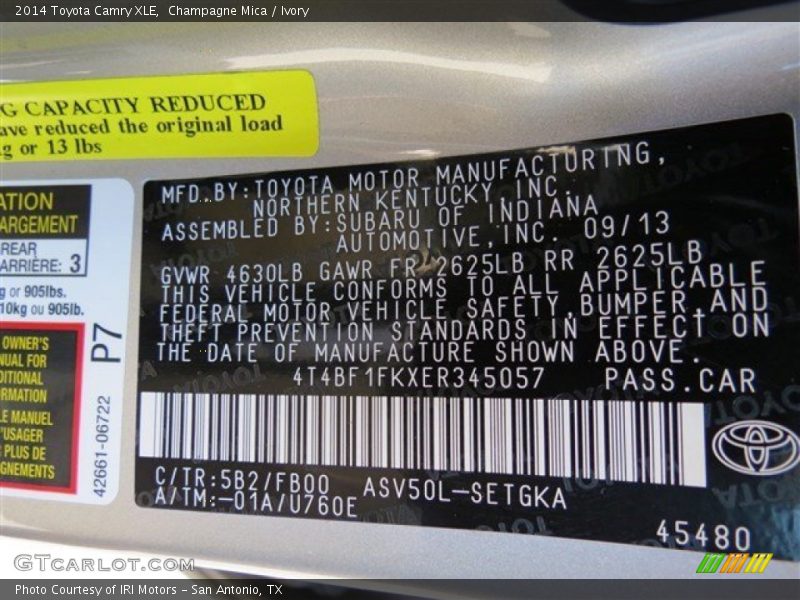 2014 Toyota Camry XLE, Champagne Mica / Ivory
G CAPACITY REDUCED
ave reduced the original load
g or 13 lbs
ATION
ARGEMENT
REAR
ARRIÈRE: 3
g or 905lbs.
10kg ou 905lb.
OWNER'S
NUAL FOR
DITIONAL
ORMATION
LE MANUEL
'USAGER
PLUS DE
GNEMENTS
P7
42661-06722
MFD. BY: TOYOTA MOTOR MANUFACTURING,
NORTHERN KENTUCKY INC.
ASSEMBLED BY: SUBARU OF INDIANA
AUTOMOTIVE, INC. 09/13
GVWR 4630LB GAWR FR 2625LB RR 2625LB
THIS VEHICLE CONFORMS TO ALL APPLICABLE
FEDERAL MOTOR VEHICLE SAFETY, BUMPER, AND
THEFT PREVENTION STANDARDS IN EFFECT ON
THE DATE OF MANUFACTURE SHOWN ABOVE.
4T4BF1FKXER345057 PASS.CAR
C/TR:5B2/FB00 ASV50L-SETGKA
A/TM:-01A/U760E
45480
GTCARLOT.COM
Photo Courtesy of IRI Motors – San Antonio, TX